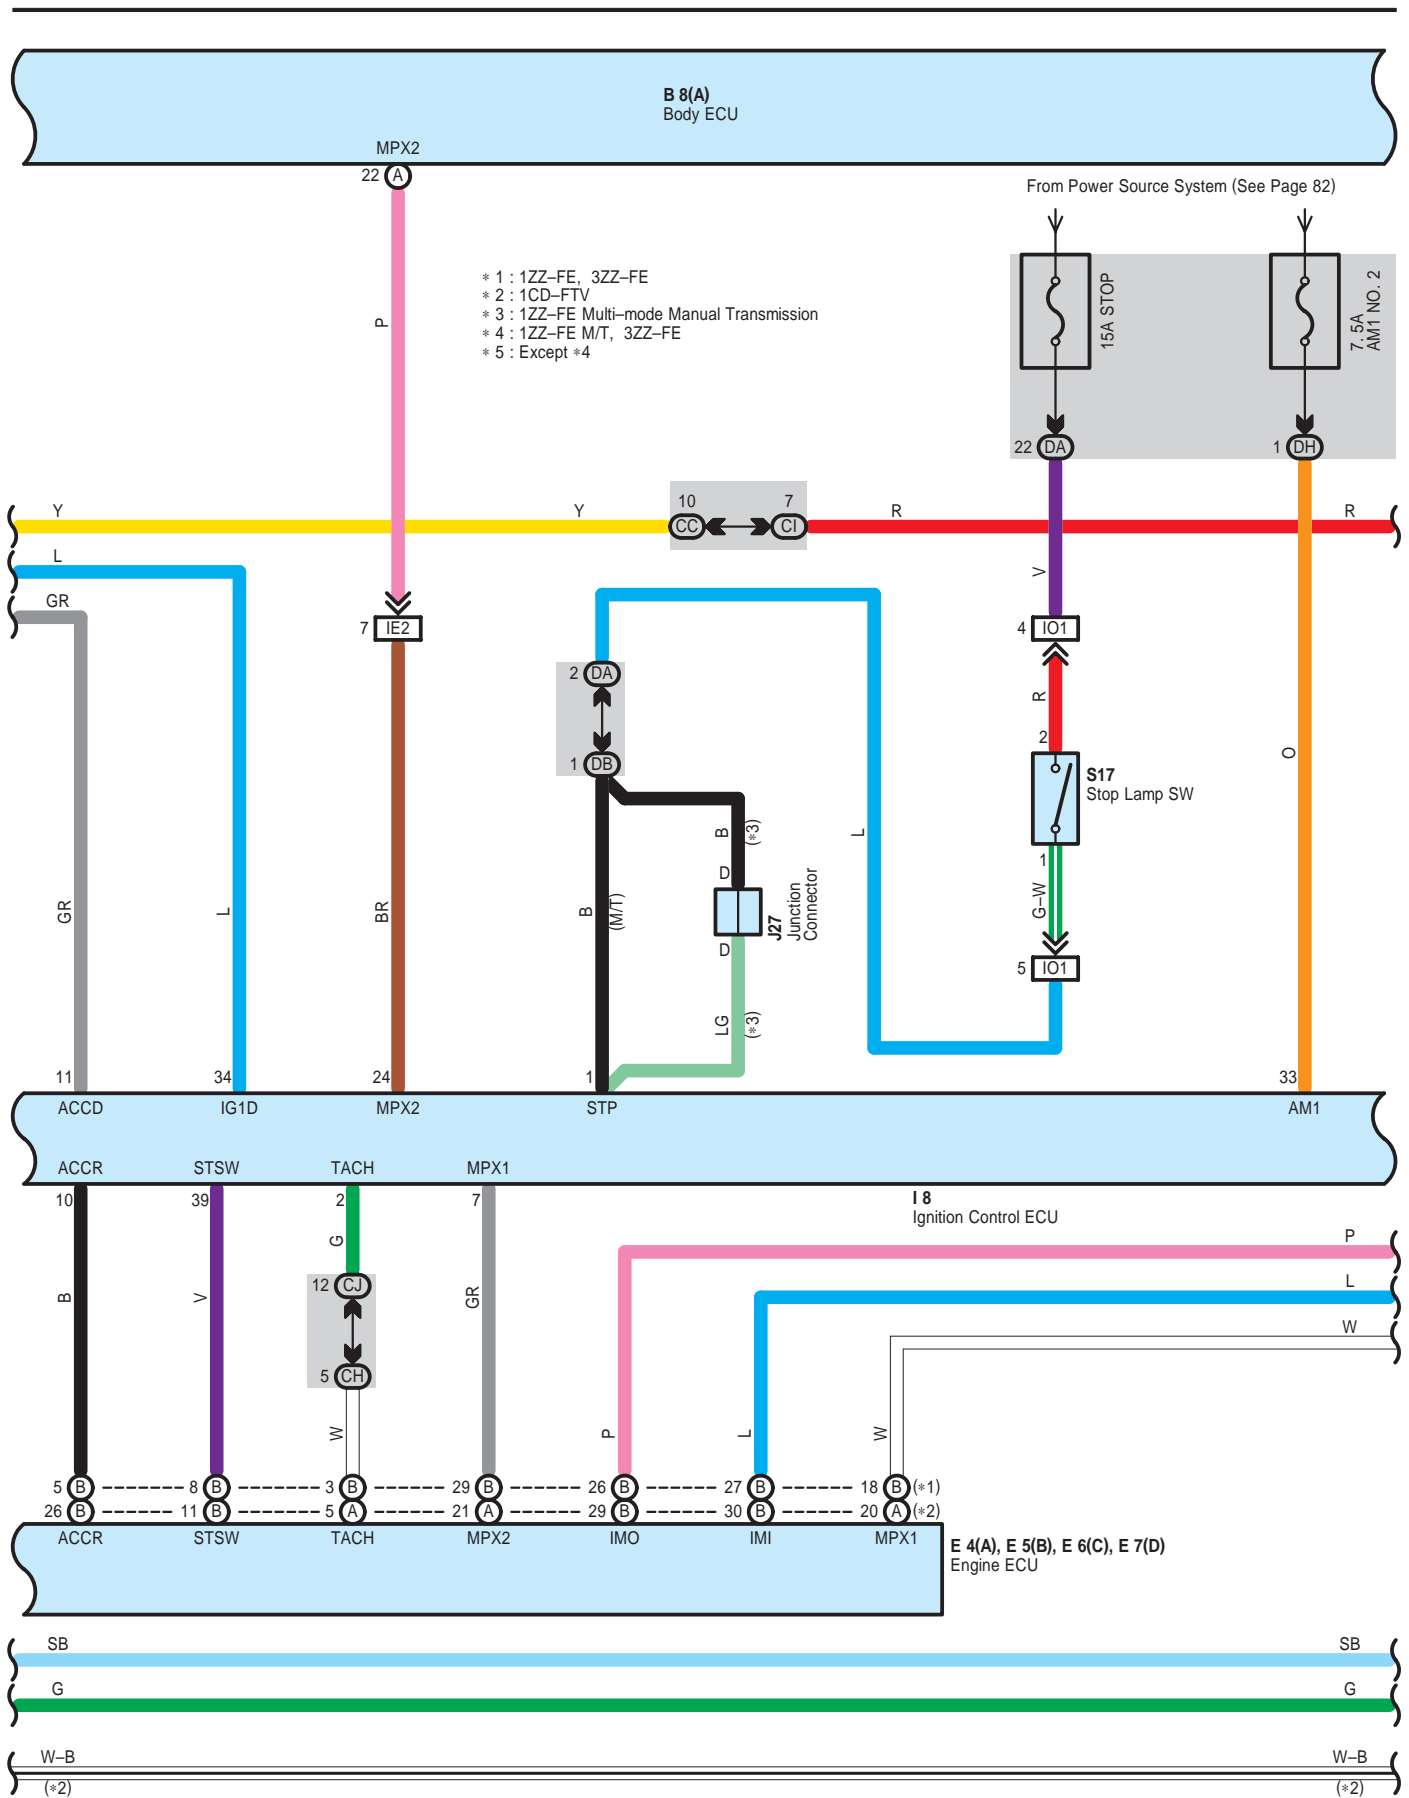 B 8(A)
Body ECU
MPX2
22 A
From Power Source System (See Page 82)
∗ 1 : 1ZZ–FE, 3ZZ–FE
∗ 2 : 1CD–FTV
∗ 3 : 1ZZ–FE Multi–mode Manual Transmission
∗ 4 : 1ZZ–FE M/T, 3ZZ–FE
∗ 5 : Except ∗4
P
15A STOP
7. 5A
AM1 NO. 2
22 DA
1 DH
Y
Y
10
CC
7
CI
R
R
L
V
GR
7 IE2
4 IO1
2 DA
R
2
1 DB
O
S17
Stop Lamp SW
B
(∗3)
L
1
D
GR
L
BR
B
(M/T)
J27
Junction
Connector
G–W
D
5 IO1
LG
(∗3)
11
34
24
1
33
ACCD
IG1D
MPX2
STP
AM1
ACCR
STSW
TACH
MPX1
10
39
2
7
I 8
Ignition Control ECU
G
P
12 CJ
L
B
V
GR
W
5 CH
W
P
L
W
5 B
8 B
3 B
29 B
26 B
27 B
18 B (∗1)
26 B
11 B
5 A
21 A
29 B
30 B
20 A (∗2)
ACCR
STSW
TACH
MPX2
IMO
IMI
MPX1
E 4(A), E 5(B), E 6(C), E 7(D)
Engine ECU
SB
SB
G
G
W–B
W–B
(∗2)
(∗2)